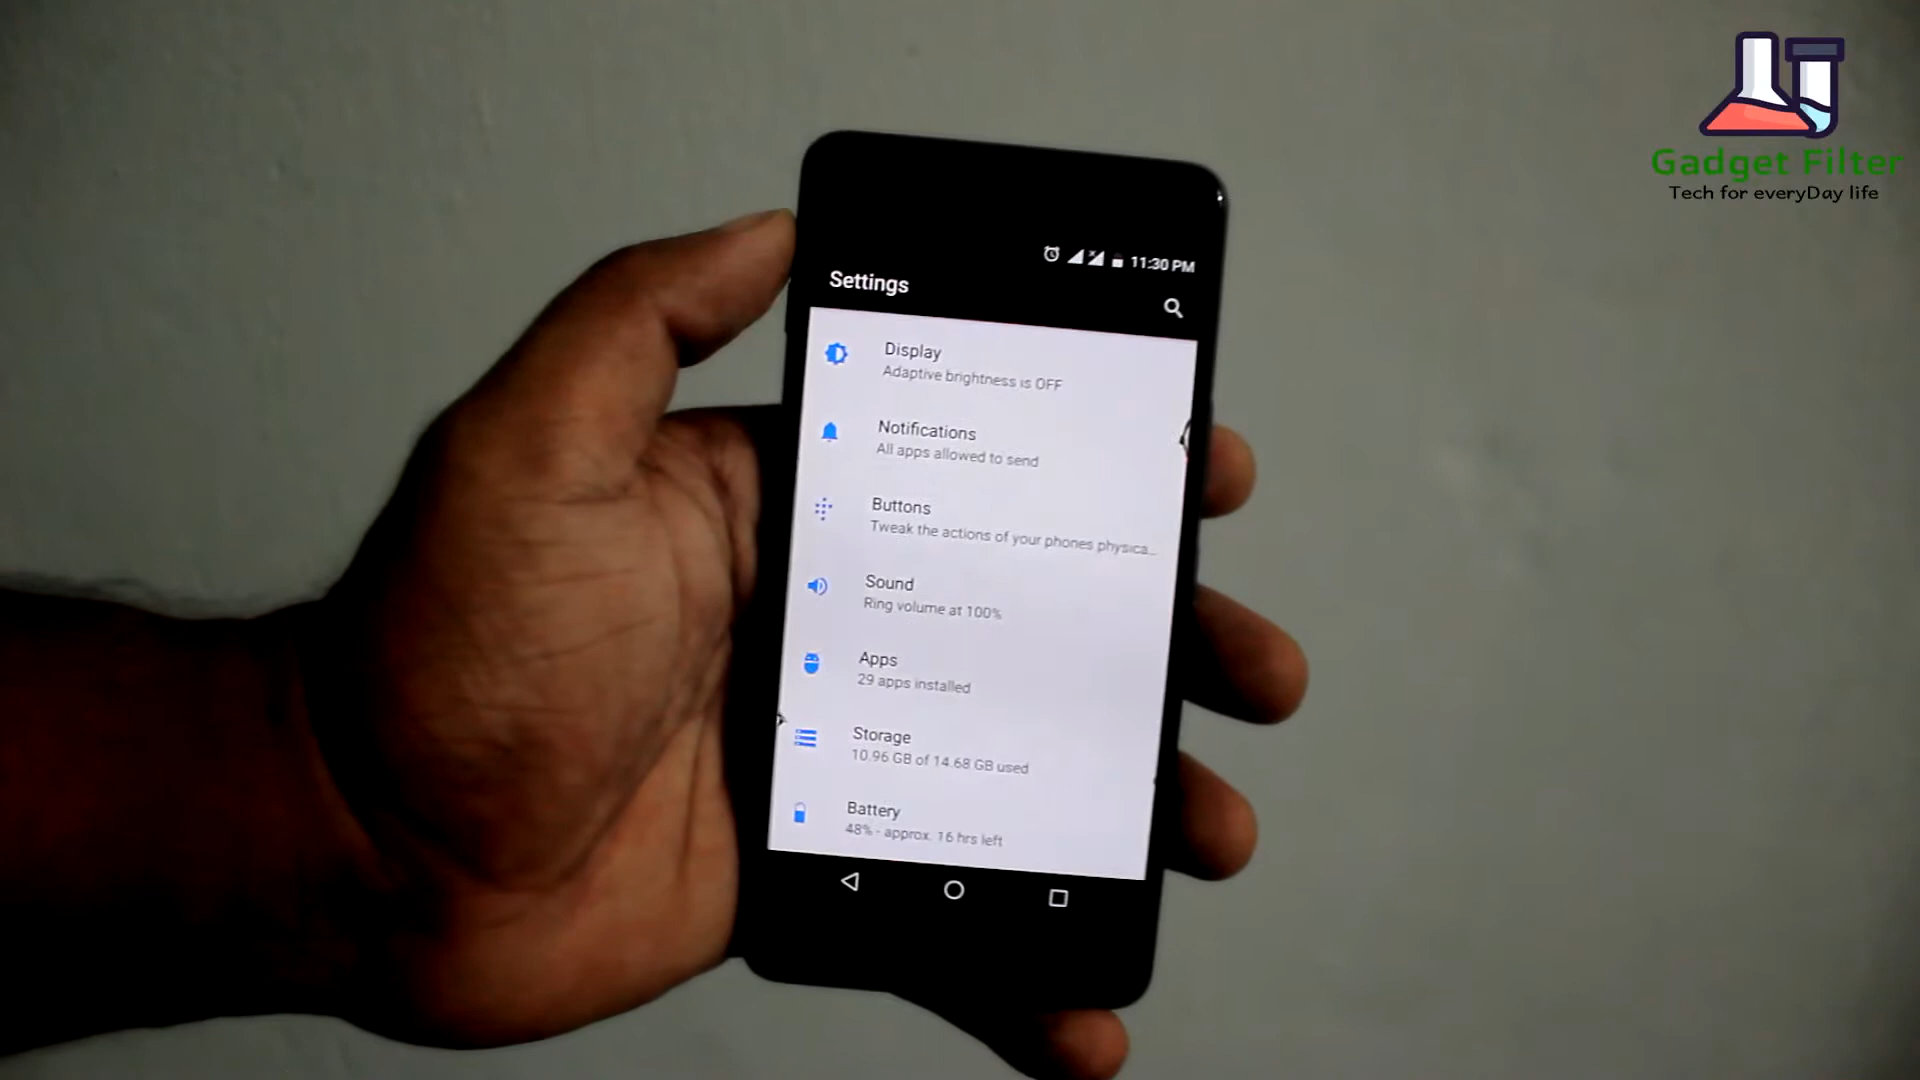 Gadget Filter
Tech for everyDay life
11:30 PM
Settings
Display
Adaptive brightness is OFF
Notifications
All apps allowed to send
Buttons
Tweak the actions of your phones physica...
Sound
Ring volume at 100%
Apps
29 apps installed
Storage
10.96 GB of 14.68 GB used
Battery
48% - approx. 16 hrs left